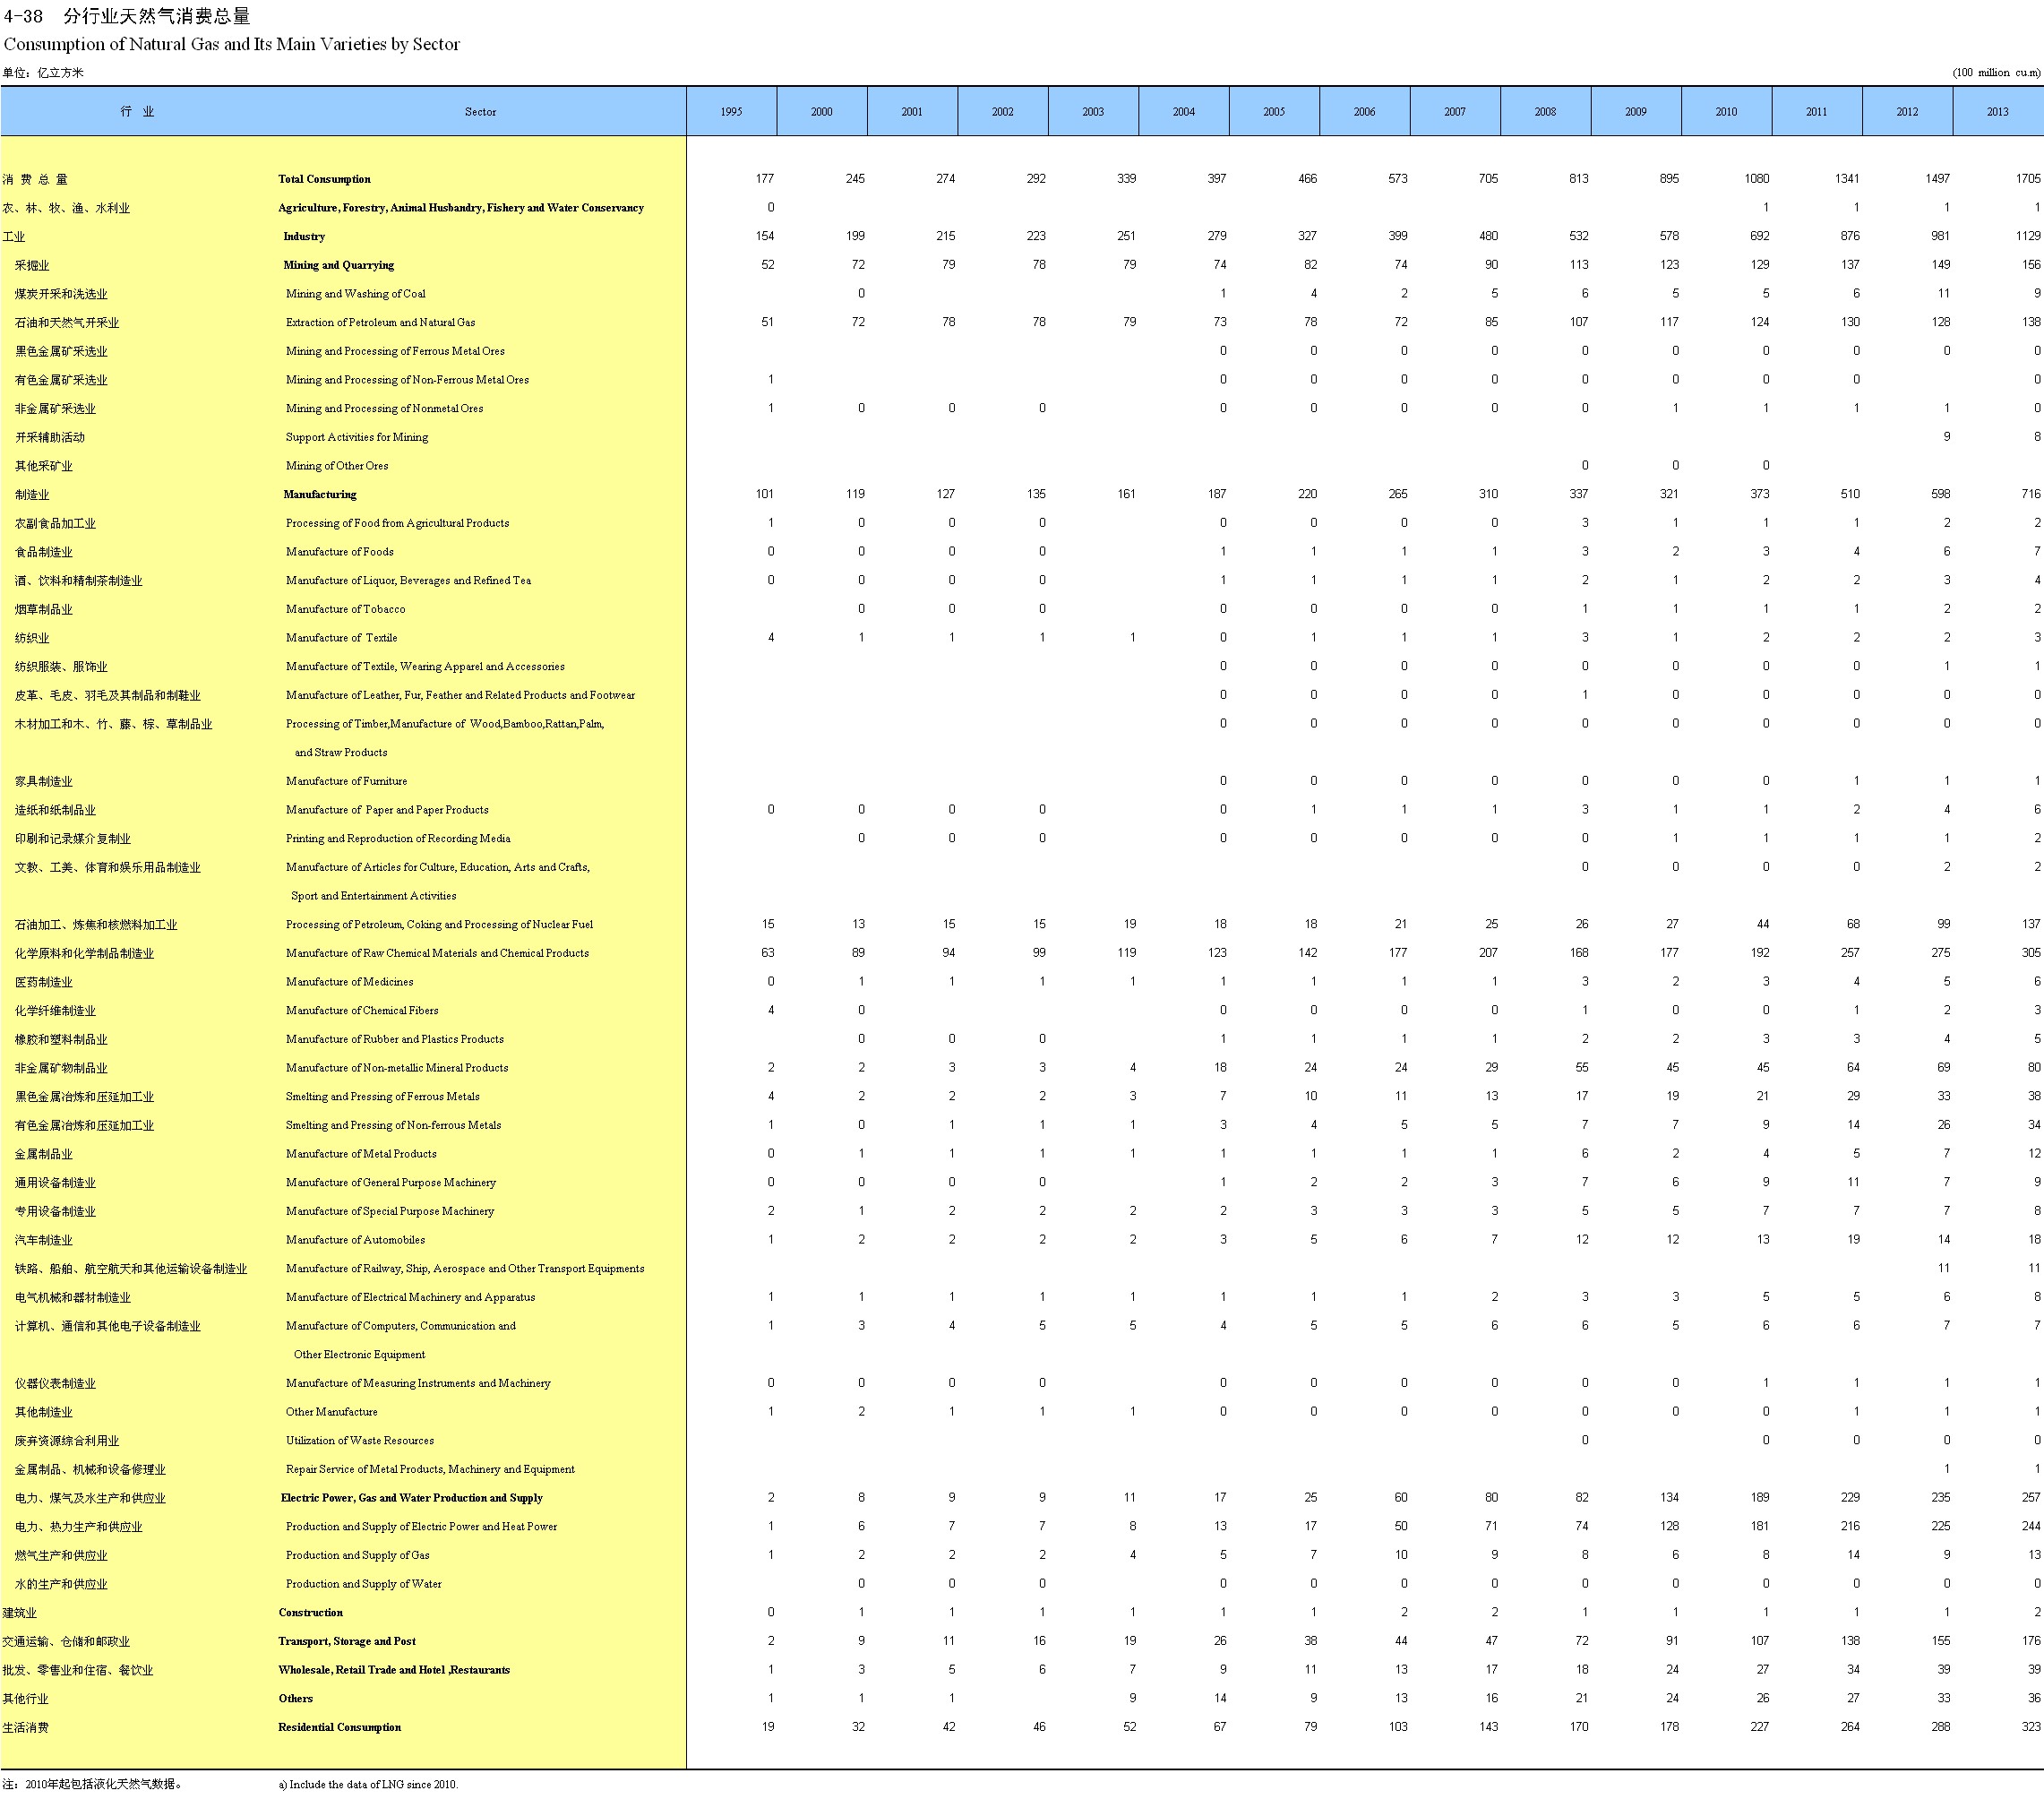 4-38 分行业天然气消费总量
Consumption of Natural Gas and Its Main Varieties by Sector
单位：亿立方米 (100 million cu.m)
行 业 Sector 1995 2000 2001 2002 2003 2004 2005 2006 2007 2008 2009 2010 2011 2012 2013
消 费 总 量 Total Consumption 177 245 274 292 339 397 466 573 705 813 895 1080 1341 1497 1705
农、林、牧、渔、水利业 Agriculture, Forestry, Animal Husbandry, Fishery and Water Conservancy 0 1 1 1 1
工业 Industry 154 199 215 223 251 279 327 399 480 532 578 692 876 981 1129
采掘业 Mining and Quarrying 52 72 79 78 79 74 82 74 90 113 123 129 137 149 156
煤炭开采和洗选业 Mining and Washing of Coal 0 1 4 2 5 6 5 5 6 11 9
石油和天然气开采业 Extraction of Petroleum and Natural Gas 51 72 78 78 79 73 78 72 85 107 117 124 130 128 138
黑色金属矿采选业 Mining and Processing of Ferrous Metal Ores 0 0 0 0 0 0 0 0 0 0
有色金属矿采选业 Mining and Processing of Non-Ferrous Metal Ores 1 0 0 0 0 0 0 0 0 0
非金属矿采选业 Mining and Processing of Nonmetal Ores 1 0 0 0 0 0 0 0 0 1 1 1 1 0
开采辅助活动 Support Activities for Mining 9 8
其他采矿业 Mining of Other Ores 0 0 0
制造业 Manufacturing 101 119 127 135 161 187 220 265 310 337 321 373 510 598 716
农副食品加工业 Processing of Food from Agricultural Products 1 0 0 0 0 0 0 0 3 1 1 1 2 2
食品制造业 Manufacture of Foods 0 0 0 0 1 1 1 1 3 2 3 4 6 7
酒、饮料和精制茶制造业 Manufacture of Liquor, Beverages and Refined Tea 0 0 0 0 1 1 1 1 2 1 2 2 3 4
烟草制品业 Manufacture of Tobacco 0 0 0 0 0 0 0 1 1 1 1 2 2
纺织业 Manufacture of Textile 4 1 1 1 1 0 1 1 1 3 1 2 2 2 3
纺织服装、服饰业 Manufacture of Textile, Wearing Apparel and Accessories 0 0 0 0 0 0 0 0 1 1
皮革、毛皮、羽毛及其制品和制鞋业 Manufacture of Leather, Fur, Feather and Related Products and Footwear 0 0 0 0 1 0 0 0 0 0
木材加工和木、竹、藤、棕、草制品业 Processing of Timber,Manufacture of Wood,Bamboo,Rattan,Palm, 0 0 0 0 0 0 0 0 0 0
and Straw Products
家具制造业 Manufacture of Furniture 0 0 0 0 0 0 0 1 1 1
造纸和纸制品业 Manufacture of Paper and Paper Products 0 0 0 0 0 1 1 1 3 1 1 2 4 6
印刷和记录媒介复制业 Printing and Reproduction of Recording Media 0 0 0 0 0 0 0 0 1 1 1 1 2
文教、工美、体育和娱乐用品制造业 Manufacture of Articles for Culture, Education, Arts and Crafts, 0 0 0 0 2 2
Sport and Entertainment Activities
石油加工、炼焦和核燃料加工业 Processing of Petroleum, Coking and Processing of Nuclear Fuel 15 13 15 15 19 18 18 21 25 26 27 44 68 99 137
化学原料和化学制品制造业 Manufacture of Raw Chemical Materials and Chemical Products 63 89 94 99 119 123 142 177 207 168 177 192 257 275 305
医药制造业 Manufacture of Medicines 0 1 1 1 1 1 1 1 1 3 2 3 4 5 6
化学纤维制造业 Manufacture of Chemical Fibers 4 0 0 0 0 0 1 0 0 1 2 3
橡胶和塑料制品业 Manufacture of Rubber and Plastics Products 0 0 0 1 1 1 1 2 2 3 3 4 5
非金属矿物制品业 Manufacture of Non-metallic Mineral Products 2 2 3 3 4 18 24 24 29 55 45 45 64 69 80
黑色金属冶炼和压延加工业 Smelting and Pressing of Ferrous Metals 4 2 2 2 3 7 10 11 13 17 19 21 29 33 38
有色金属冶炼和压延加工业 Smelting and Pressing of Non-ferrous Metals 1 0 1 1 1 3 4 5 5 7 7 9 14 26 34
金属制品业 Manufacture of Metal Products 0 1 1 1 1 1 1 1 1 6 2 4 5 7 12
通用设备制造业 Manufacture of General Purpose Machinery 0 0 0 0 1 2 2 3 7 6 9 11 7 9
专用设备制造业 Manufacture of Special Purpose Machinery 2 1 2 2 2 2 3 3 3 5 5 7 7 7 8
汽车制造业 Manufacture of Automobiles 1 2 2 2 2 3 5 6 7 12 12 13 19 14 18
铁路、船舶、航空航天和其他运输设备制造业 Manufacture of Railway, Ship, Aerospace and Other Transport Equipments 11 11
电气机械和器材制造业 Manufacture of Electrical Machinery and Apparatus 1 1 1 1 1 1 1 1 2 3 3 5 5 6 8
计算机、通信和其他电子设备制造业 Manufacture of Computers, Communication and 1 3 4 5 5 4 5 5 6 6 5 6 6 7 7
Other Electronic Equipment
仪器仪表制造业 Manufacture of Measuring Instruments and Machinery 0 0 0 0 0 0 0 0 0 0 1 1 1 1
其他制造业 Other Manufacture 1 2 1 1 1 0 0 0 0 0 0 0 1 1 1
废弃资源综合利用业 Utilization of Waste Resources 0 0 0 0 0
金属制品、机械和设备修理业 Repair Service of Metal Products, Machinery and Equipment 1 1
电力、煤气及水生产和供应业 Electric Power, Gas and Water Production and Supply 2 8 9 9 11 17 25 60 80 82 134 189 229 235 257
电力、热力生产和供应业 Production and Supply of Electric Power and Heat Power 1 6 7 7 8 13 17 50 71 74 128 181 216 225 244
燃气生产和供应业 Production and Supply of Gas 1 2 2 2 4 5 7 10 9 8 6 8 14 9 13
水的生产和供应业 Production and Supply of Water 0 0 0 0 0 0 0 0 0 0 0 0 0
建筑业 Construction 0 1 1 1 1 1 1 2 2 1 1 1 1 1 2
交通运输、仓储和邮政业 Transport, Storage and Post 2 9 11 16 19 26 38 44 47 72 91 107 138 155 176
批发、零售业和住宿、餐饮业 Wholesale, Retail Trade and Hotel ,Restaurants 1 3 5 6 7 9 11 13 17 18 24 27 34 39 39
其他行业 Others 1 1 1 9 14 9 13 16 21 24 26 27 33 36
生活消费 Residential Consumption 19 32 42 46 52 67 79 103 143 170 178 227 264 288 323
注：2010年起包括液化天然气数据。 a) Include the data of LNG since 2010.